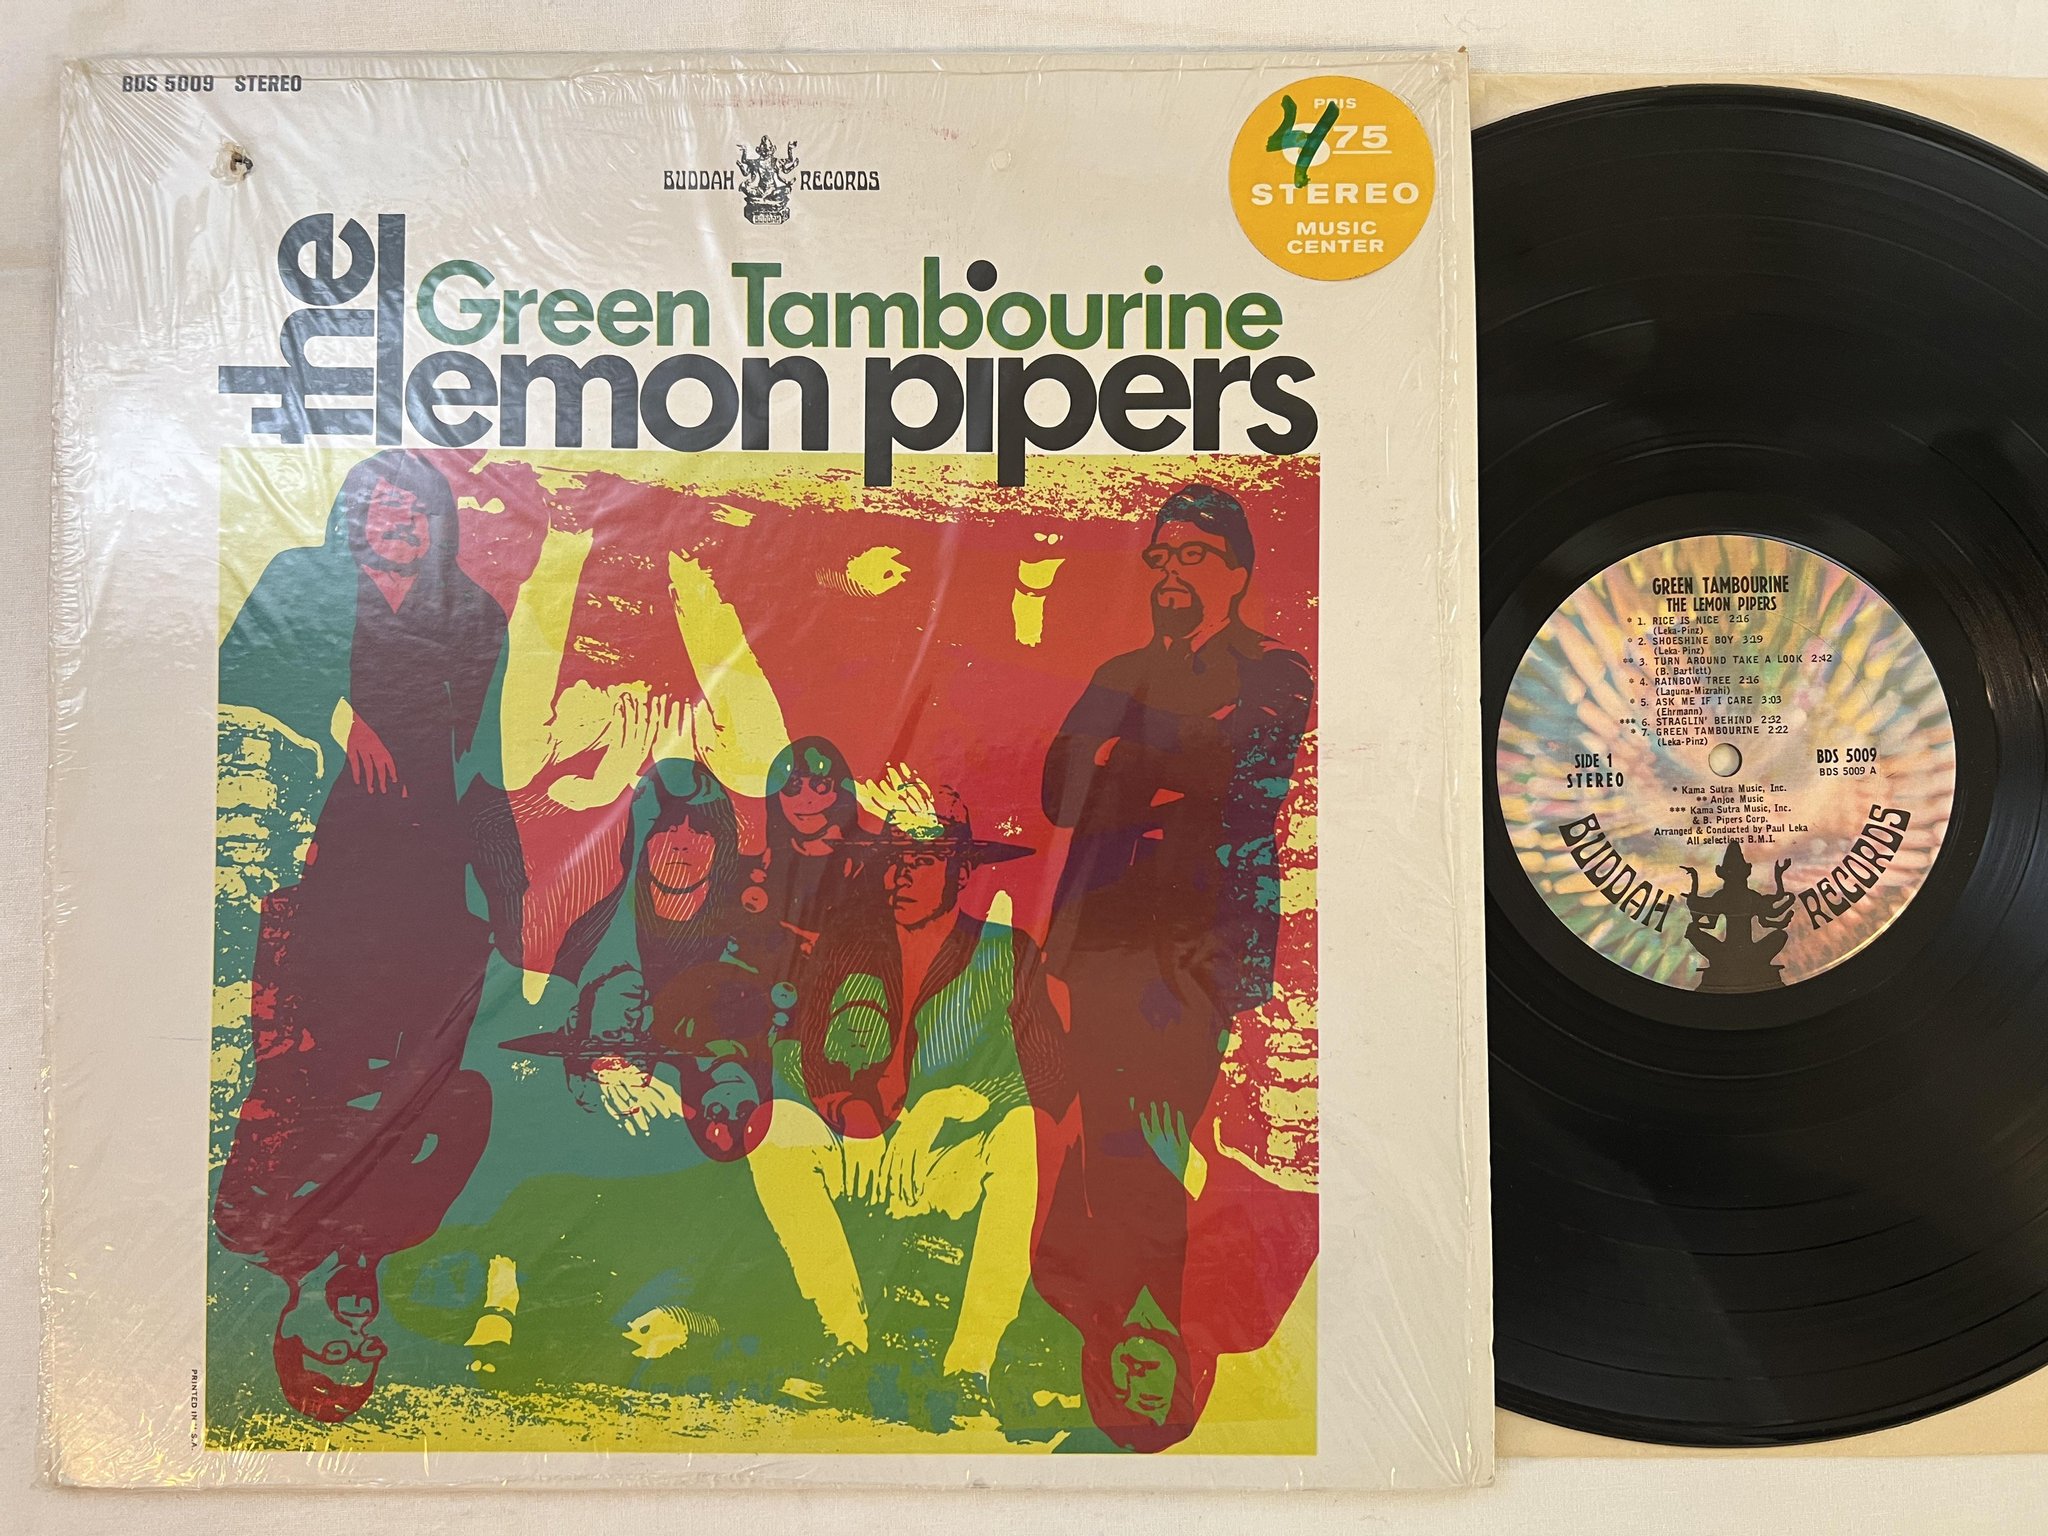 BDS 5009 STEREO
BUDDAH RECORDS
BUDDAH
PRIS
4
75
STEREO
MUSIC
CENTER
Green Tambourine
the lemon pipers
PRINTED IN U.S.A.
GREEN TAMBOURINE
THE LEMON PIPERS
* 1. RICE IS NICE 2:16
(Leka-Pinz)
* 2. SHOESHINE BOY 3:19
(Leka-Pinz)
** 3. TURN AROUND TAKE A LOOK 2:42
(B. Bartlett)
* 4. RAINBOW TREE 2:16
(Laguna-Mizrahi)
* 5. ASK ME IF I CARE 3:03
(Ehrmann)
*** 6. STRAGLIN' BEHIND 2:32
* 7. GREEN TAMBOURINE 2:22
(Leka-Pinz)
SIDE 1
STEREO
BDS 5009
BDS 5009 A
* Kama Sutra Music, Inc.
** Anjoe Music
*** Kama Sutra Music, Inc.
& B. Pipers Corp.
Arranged & Conducted by Paul Leka
All selections B.M.I.
BUDDAH RECORDS